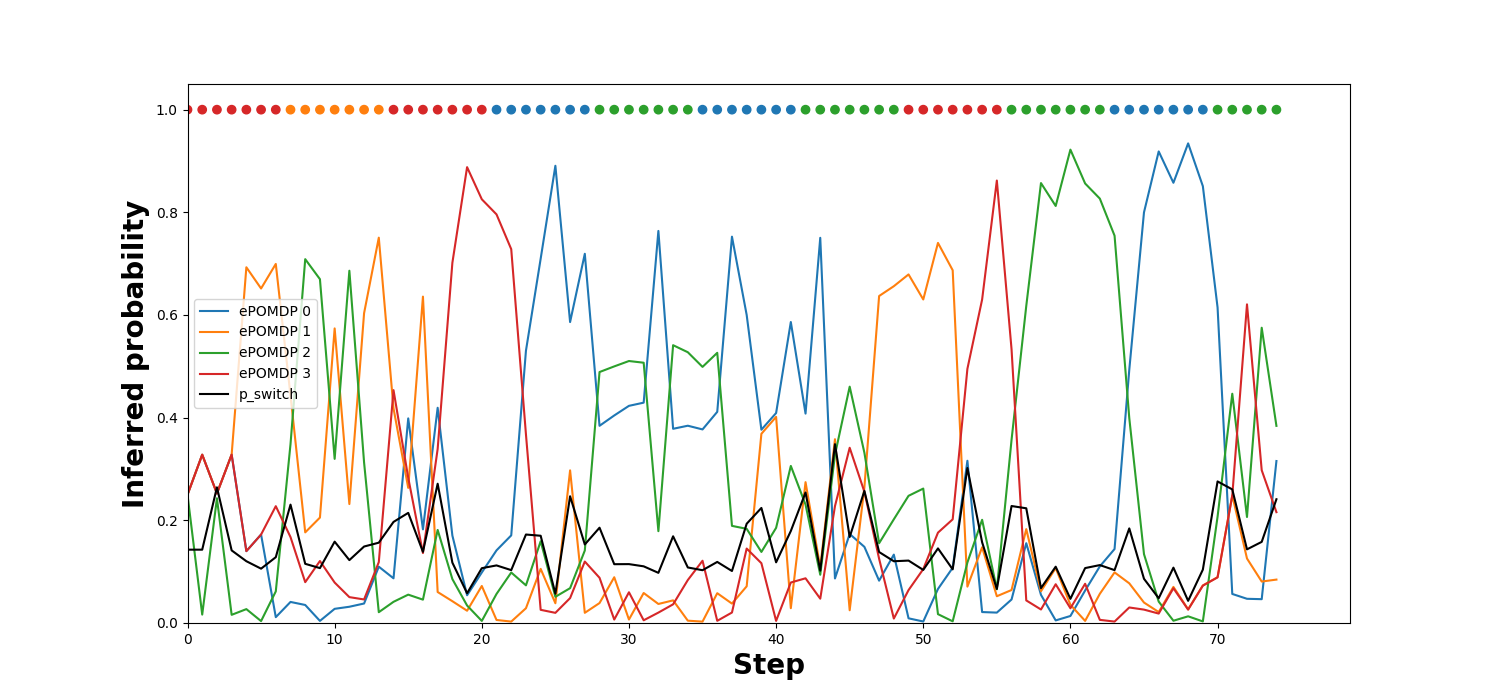 1.0
0.8
0.6
0.4
0.2
0.0
Inferred probability
ePOMDP 0
ePOMDP 1
ePOMDP 2
ePOMDP 3
p_switch
0 10 20 30 40 50 60 70
Step